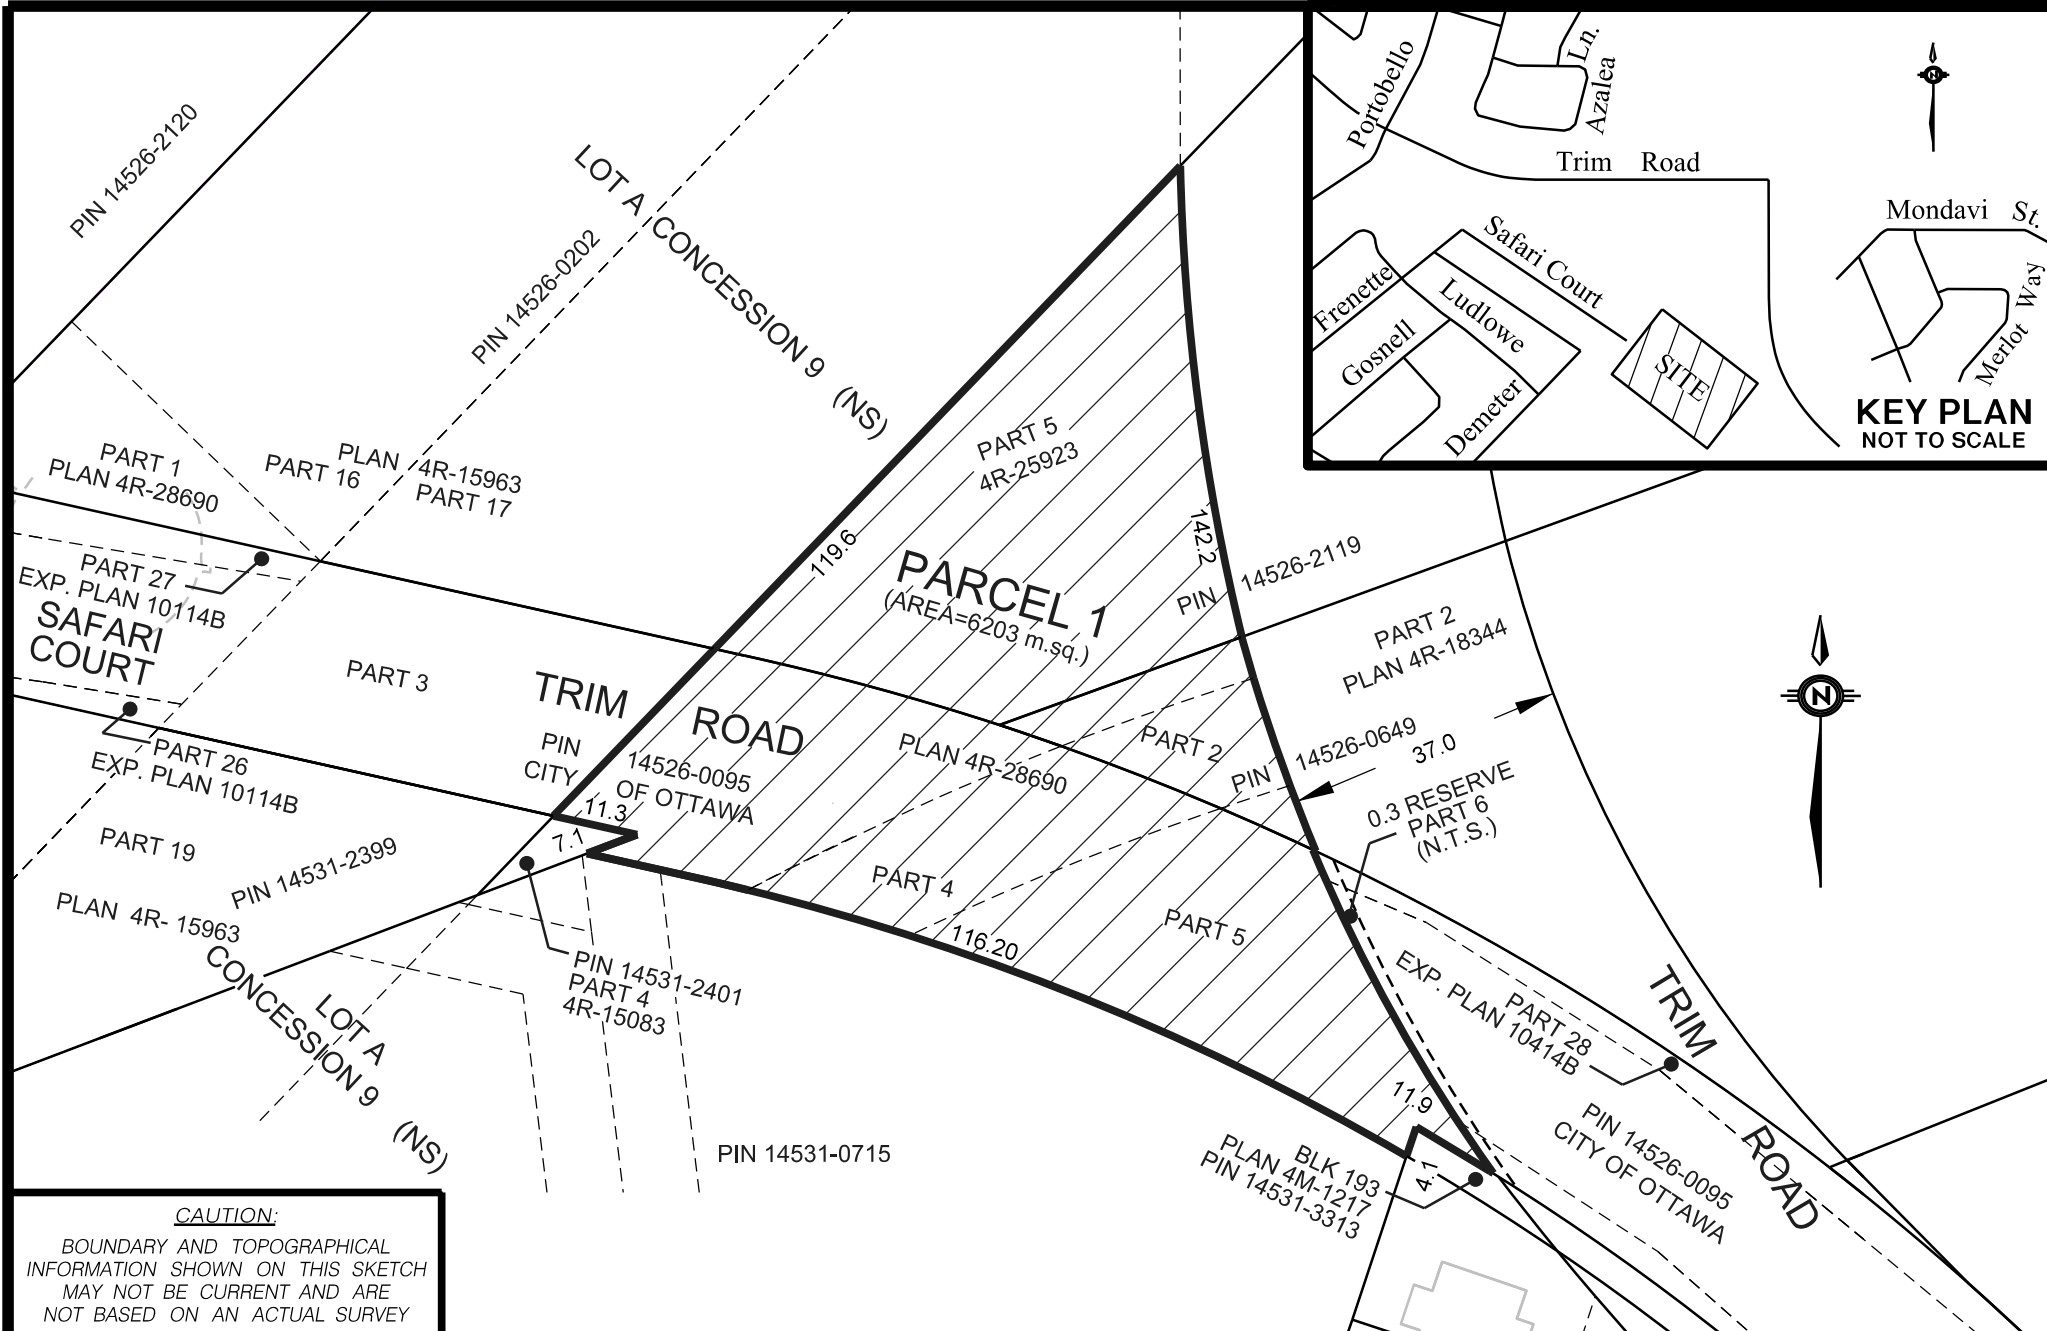 PIN 14526-2120
LOT A CONCESSION 9 (NS)
PIN 14526-0202
PART 1
PLAN 4R-28690
PART 16
PLAN 4R-15963
PART 17
PART 27
EXP. PLAN 10114B
SAFARI
COURT
PART 3
TRIM ROAD
PART 26
EXP. PLAN 10114B
PIN 14526-0095
CITY OF OTTAWA
PART 19
PIN 14531-2399
PLAN 4R- 15963
LOT A
CONCESSION 9 (NS)
11.3
7.1
PIN 14531-2401
PART 4
4R-15083
PIN 14531-0715
119.6
PART 5
4R-25923
PARCEL 1
(AREA=6203 m.sq.)
142.2
PIN 14526-2119
PART 2
PLAN 4R-18344
PLAN 4R-28690
PART 2
PIN 14526-0649
37.0
0.3 RESERVE
PART 6
(N.T.S.)
PART 4
PART 5
116.20
11.9
4.1
BLK 193
PLAN 4M-1217
PIN 14531-3313
PART 28
EXP. PLAN 10414B
TRIM ROAD
PIN 14526-0095
CITY OF OTTAWA
N
Portobello
Azalea
Ln.
N
Trim Road
Mondavi St.
Safari Court
Frenette
Ludlowe
Gosnell
Demeter
SITE
Merlot Way
KEY PLAN
NOT TO SCALE
CAUTION:
BOUNDARY AND TOPOGRAPHICAL
INFORMATION SHOWN ON THIS SKETCH
MAY NOT BE CURRENT AND ARE
NOT BASED ON AN ACTUAL SURVEY